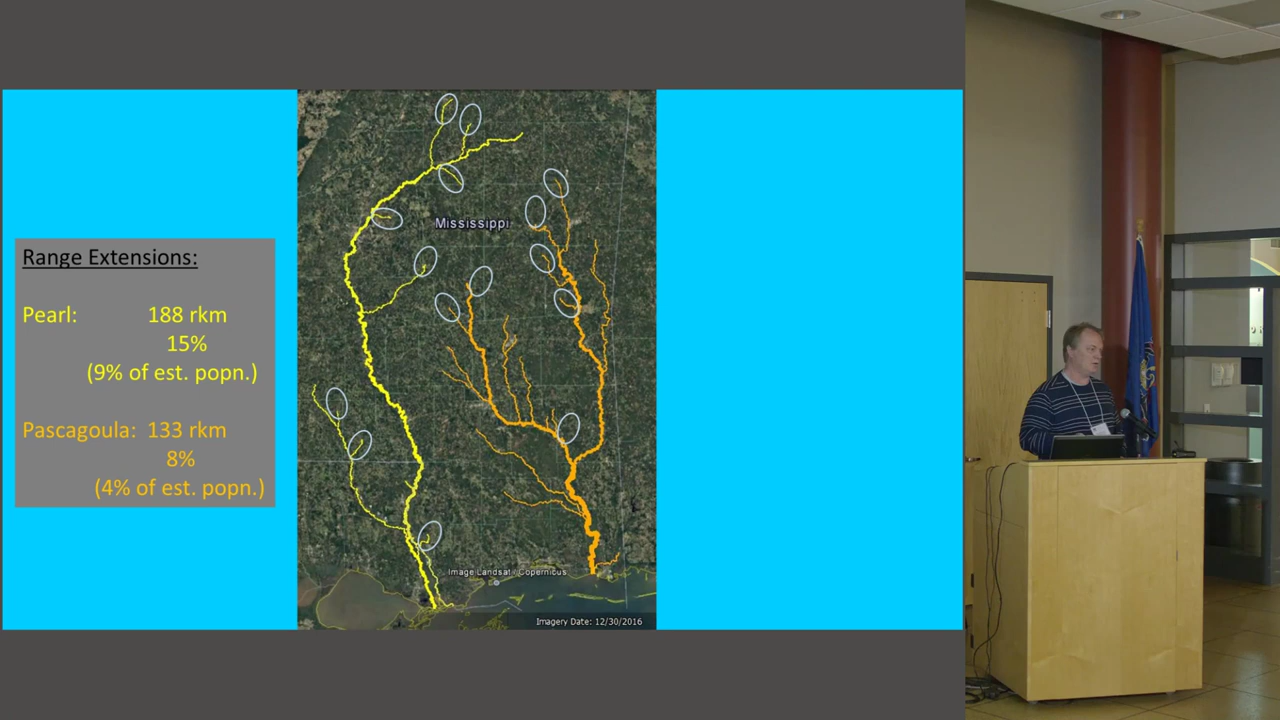 Range Extensions:
Pearl: 188 rkm
15%
(9% of est. popn.)
Pascagoula: 133 rkm
8%
(4% of est. popn.)
Mississippi
Image Landsat / Copernicus
Imagery Date: 12/30/2016